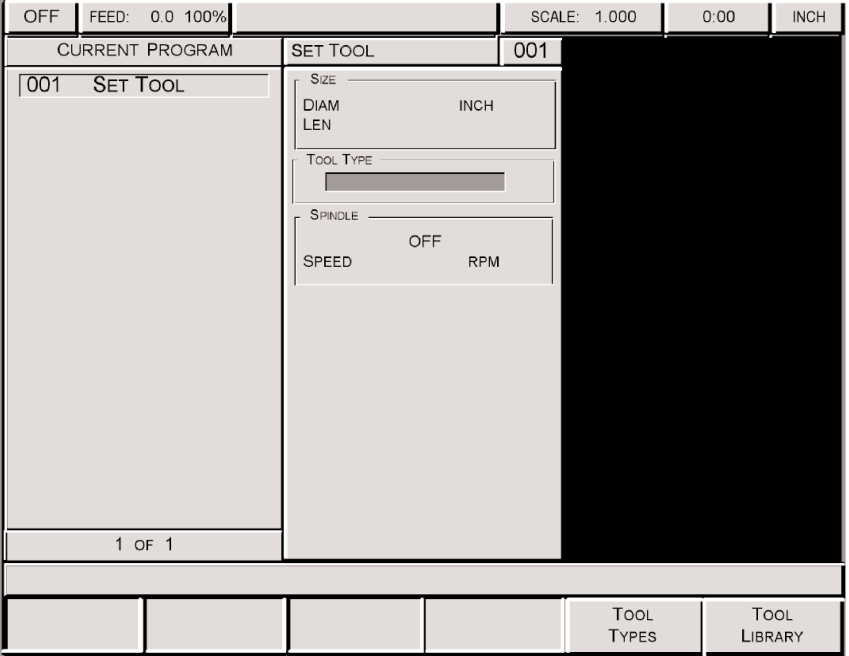 OFF FEED: 0.0 100% SCALE: 1.000 0:00 INCH
CURRENT PROGRAM
001 SET TOOL
1 OF 1
SET TOOL 001
SIZE
DIAM INCH
LEN
TOOL TYPE
SPINDLE
OFF
SPEED RPM
TOOL TYPES
TOOL LIBRARY